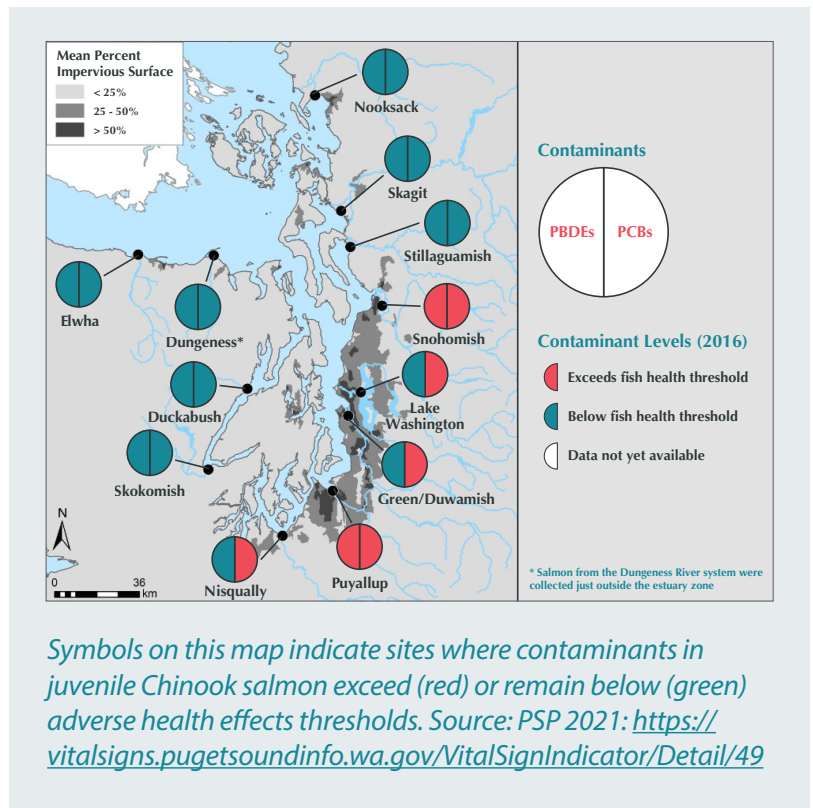 Mean Percent
Impervious Surface
< 25%
25 - 50%
> 50%
Nooksack
Skagit
Stillaguamish
Elwha
Dungeness*
Snohomish
Duckabush
Lake
Washington
Skokomish
Green/Duwamish
Nisqually
Puyallup
N
0 36
km
Contaminants
PBDEs PCBs
Contaminant Levels (2016)
Exceeds fish health threshold
Below fish health threshold
Data not yet available
* Salmon from the Dungeness River system were
collected just outside the estuary zone
Symbols on this map indicate sites where contaminants in
juvenile Chinook salmon exceed (red) or remain below (green)
adverse health effects thresholds. Source: PSP 2021: https://
vitalsigns.pugetsoundinfo.wa.gov/VitalSignIndicator/Detail/49